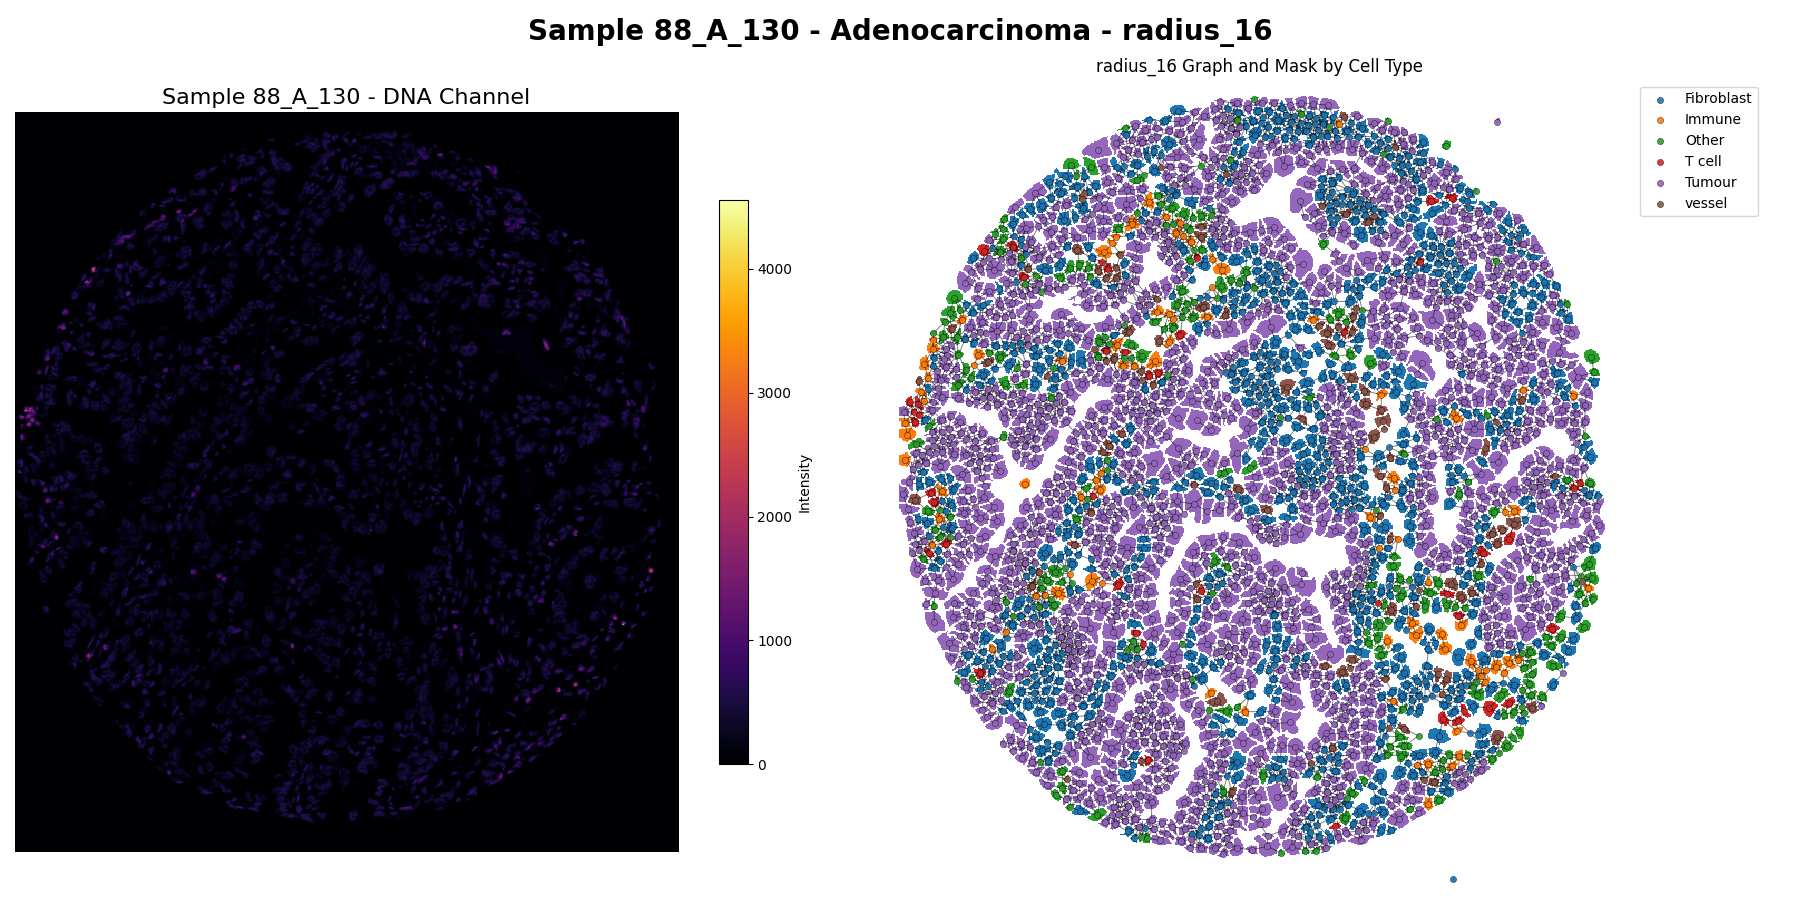 Sample 88_A_130 - Adenocarcinoma - radius_16
Sample 88_A_130 - DNA Channel
4000
3000
2000
1000
0
Intensity
radius_16 Graph and Mask by Cell Type
Fibroblast
Immune
Other
T cell
Tumour
vessel